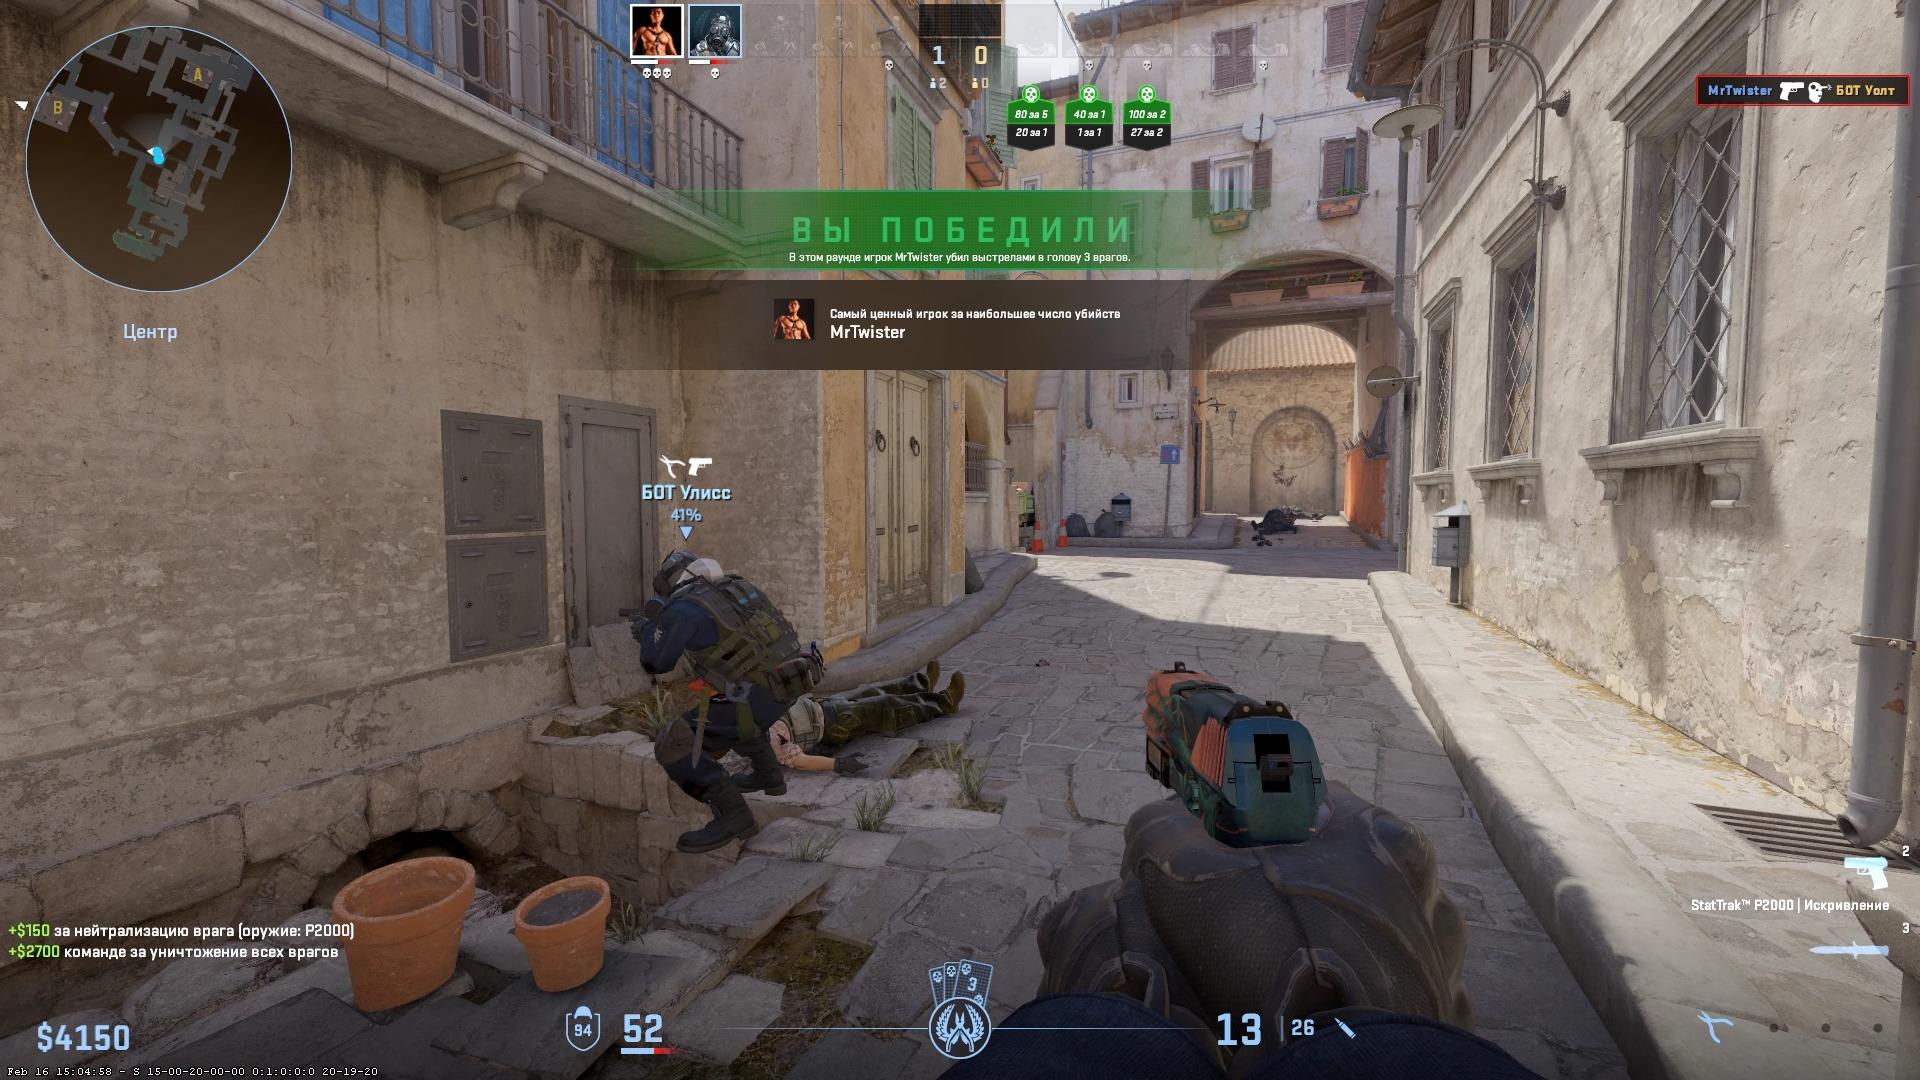 1 0
2 0
80 за 5
20 за 1
40 за 1
1 за 1
100 за 2
27 за 2
MrTwister БОТ Уолт
A
B
ВЫ ПОБЕДИЛИ
В этом раунде игрок MrTwister убил выстрелами в голову 3 врагов.
Самый ценный игрок за наибольшее число убийств
MrTwister
Центр
БОТ Улисс
41%
2
StatTrak™ P2000 | Искривление
3
+$150 за нейтрализацию врага (оружие: P2000)
+$2700 команде за уничтожение всех врагов
3
$4150
94
52
13 | 26
Feb 16 15:04:58 - S 15-00-20-00-00 0:1:0:0:0 20-19-20